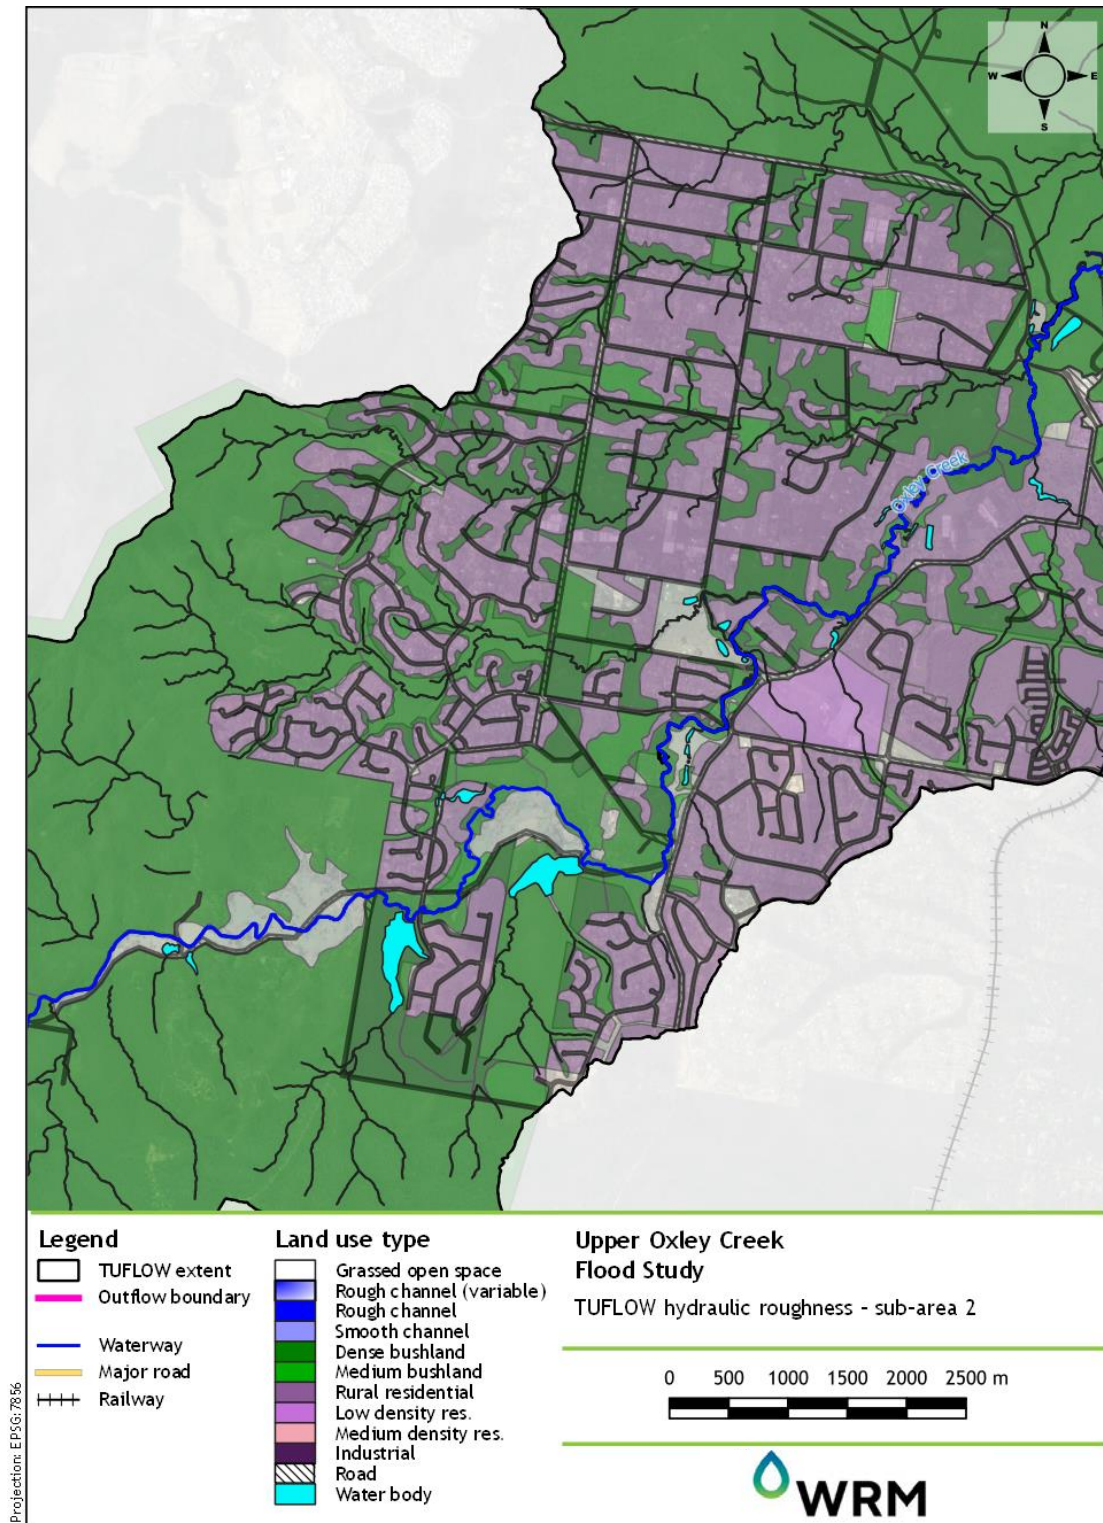 N
W E
S
Oxley Creek
Legend
TUFLOW extent
Outflow boundary
Waterway
Major road
Railway
Land use type
Grassed open space
Rough channel (variable)
Rough channel
Smooth channel
Dense bushland
Medium bushland
Rural residential
Low density res.
Medium density res.
Industrial
Road
Water body
Upper Oxley Creek
Flood Study
TUFLOW hydraulic roughness - sub-area 2
0 500 1000 1500 2000 2500 m
WRM
Projection: EPSG:7856